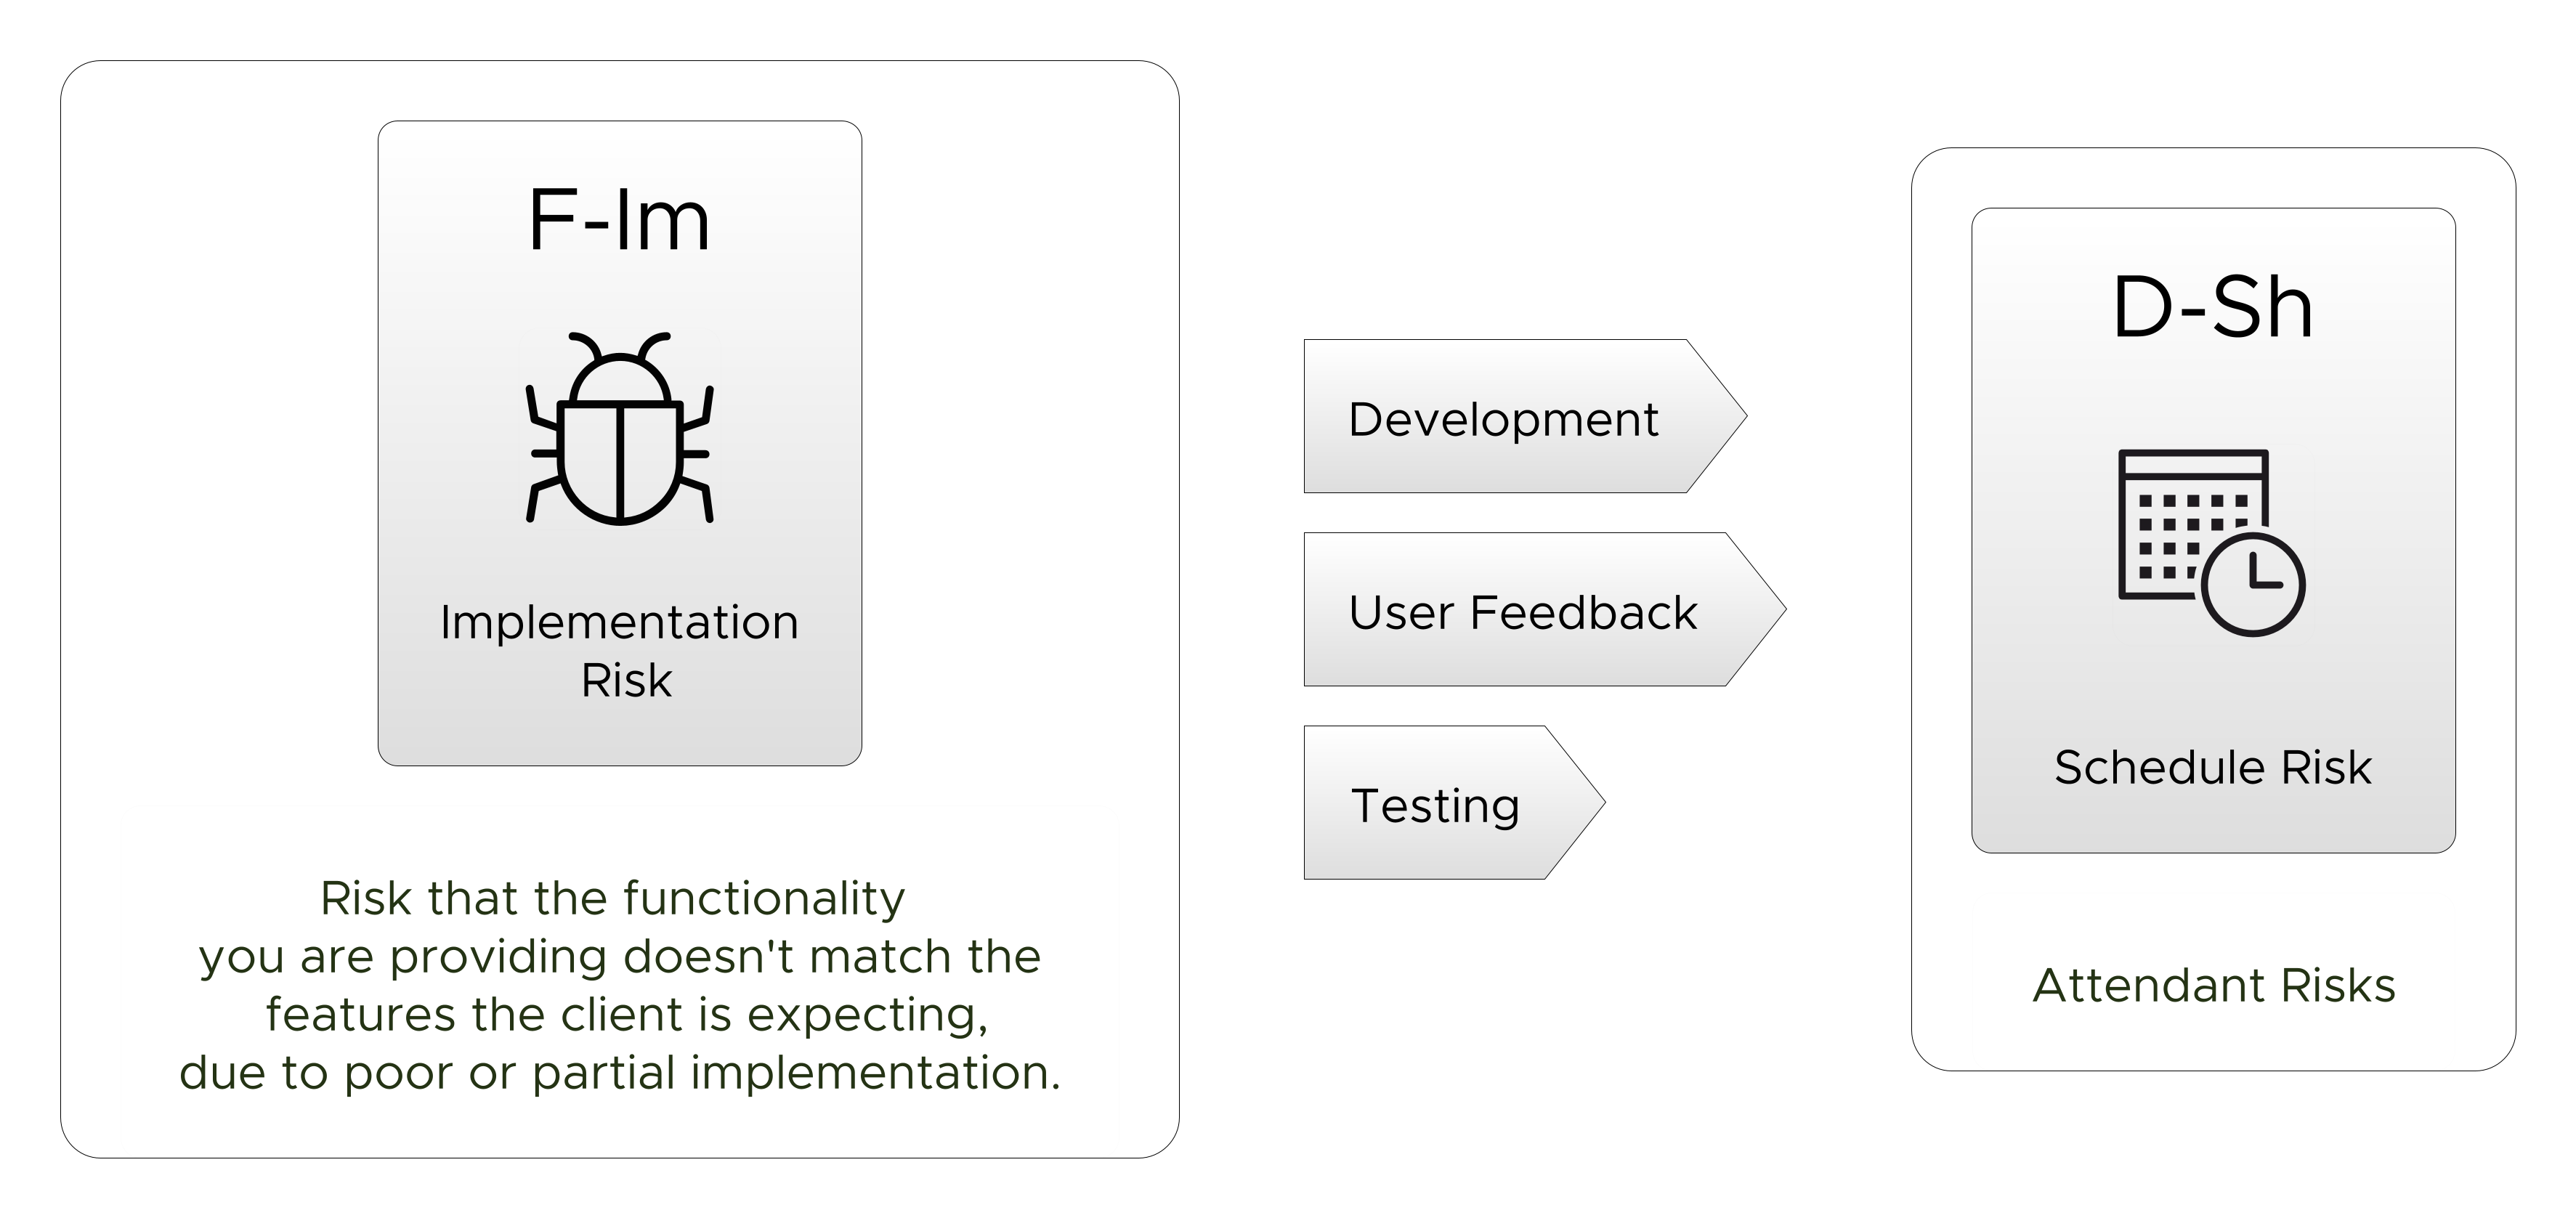 F-Im
Implementation
Risk
Risk that the functionality
you are providing doesn't match the
features the client is expecting,
due to poor or partial implementation.
Development
User Feedback
Testing
D-Sh
Schedule Risk
Attendant Risks